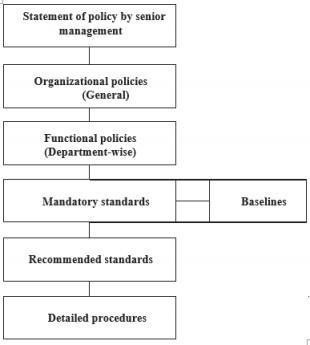 Statement of policy by senior
management
Organizational policies
(General)
Functional policies
(Department-wise)
Mandatory standards
Baselines
Recommended standards
Detailed procedures